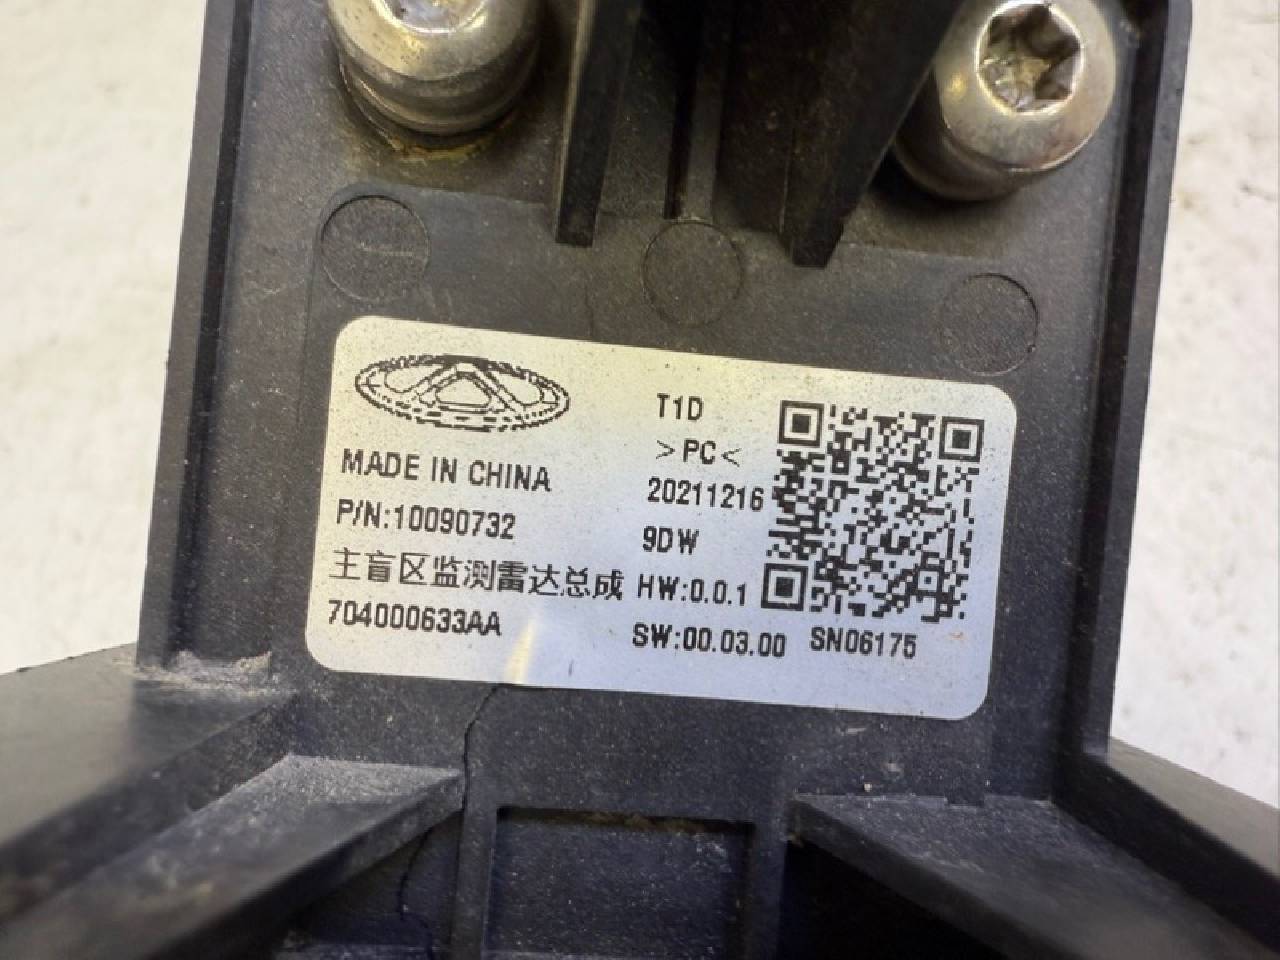 T1D
>PC<
MADE IN CHINA
20211216
P/N:10090732
9DW
主盲区监测雷达总成
HW:0.0.1
704000633AA
SW:00.03.00
SN06175